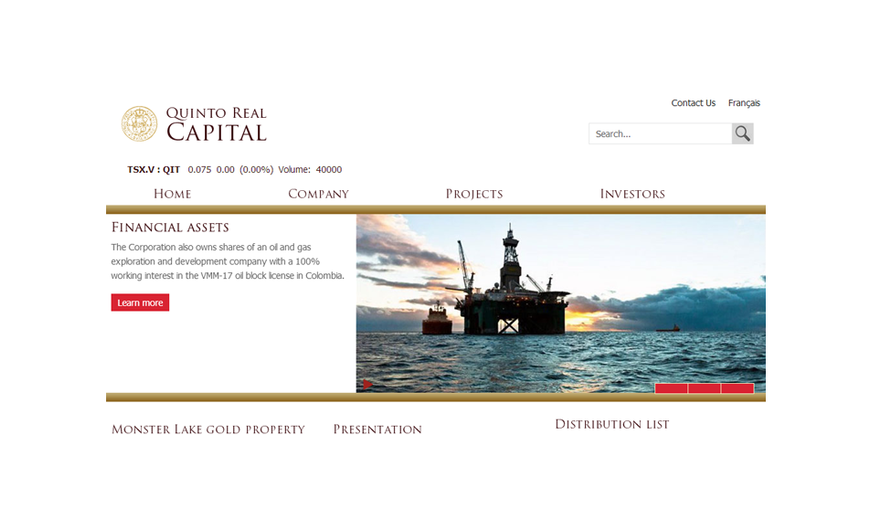 Contact Us Français
Quinto Real
Capital
Search...
TSX.V : QIT 0.075 0.00 (0.00%) Volume: 40000
Home Company Projects Investors
Financial assets
The Corporation also owns shares of an oil and gas
exploration and development company with a 100%
working interest in the VMM-17 oil block license in Colombia.
Learn more
Monster Lake gold property Presentation Distribution list